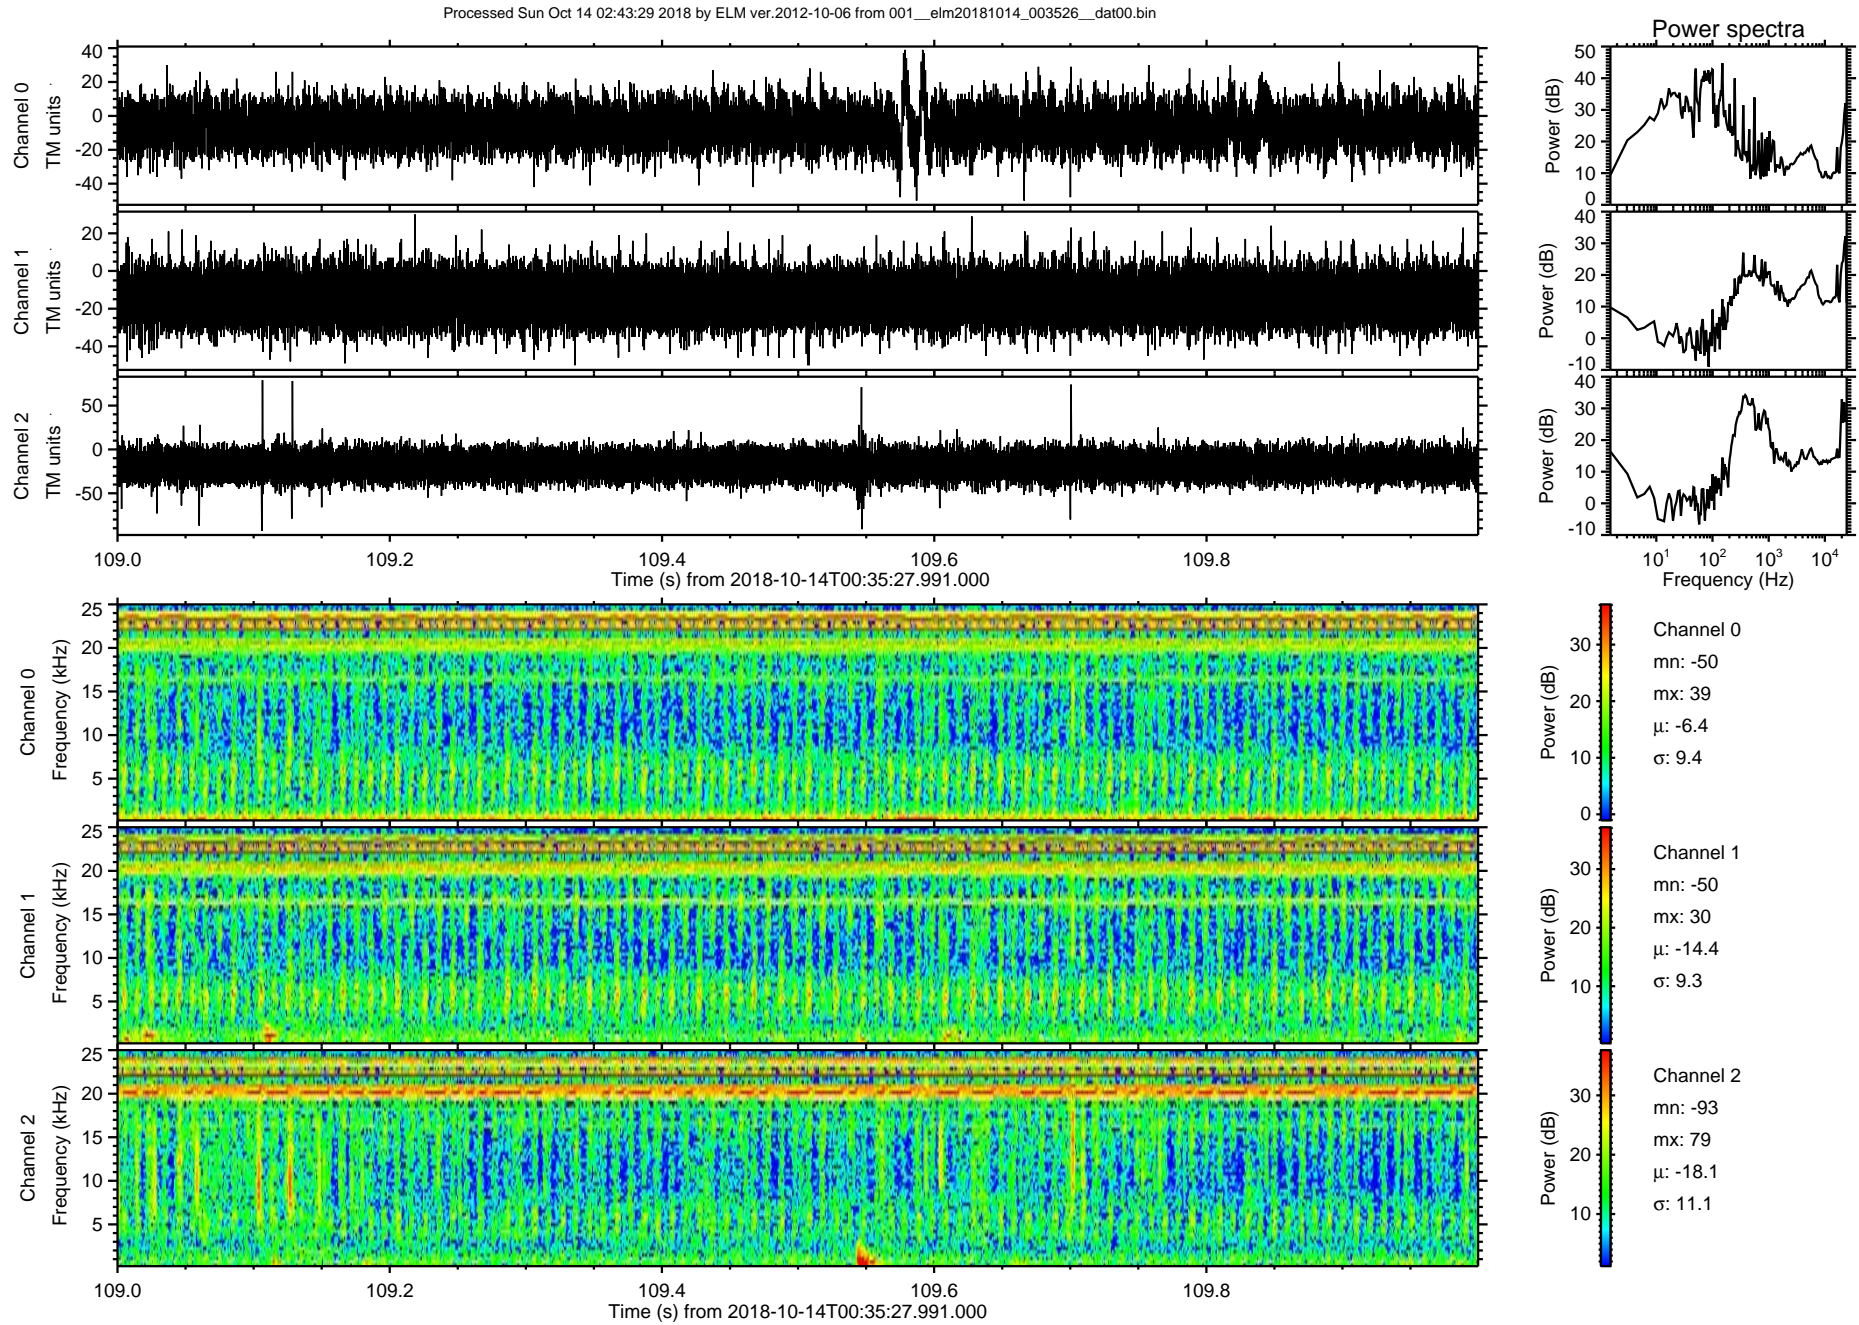 Processed Sun Oct 14 02:43:29 2018 by ELM ver.2012-10-06 from 001__elm20181014_003526__dat00.bin
Power spectra
Channel 0
TM units
40
20
0
-20
-40
Power (dB)
50
40
30
20
10
0
Channel 1
TM units
20
0
-20
-40
Power (dB)
40
30
20
10
0
-10
Channel 2
TM units
50
0
-50
Power (dB)
40
30
20
10
0
-10
109.0 109.2 109.4 109.6 109.8
Time (s) from 2018-10-14T00:35:27.991.000
10¹ 10² 10³ 10⁴
Frequency (Hz)
Channel 0
Frequency (kHz)
25
20
15
10
5
Power (dB)
30
20
10
0
Channel 0
mn: -50
mx: 39
μ: -6.4
σ: 9.4
Channel 1
Frequency (kHz)
25
20
15
10
5
Power (dB)
30
20
10
Channel 1
mn: -50
mx: 30
μ: -14.4
σ: 9.3
Channel 2
Frequency (kHz)
25
20
15
10
5
Power (dB)
30
20
10
Channel 2
mn: -93
mx: 79
μ: -18.1
σ: 11.1
109.0 109.2 109.4 109.6 109.8
Time (s) from 2018-10-14T00:35:27.991.000